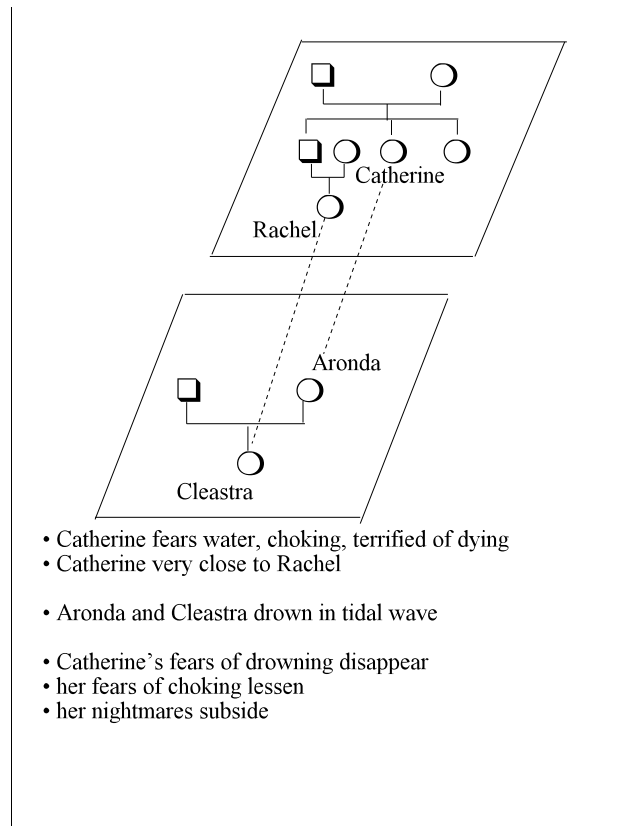 Catherine
Rachel
Aronda
Cleastra
• Catherine fears water, choking, terrified of dying
• Catherine very close to Rachel
• Aronda and Cleastra drown in tidal wave
• Catherine’s fears of drowning disappear
• her fears of choking lessen
• her nightmares subside